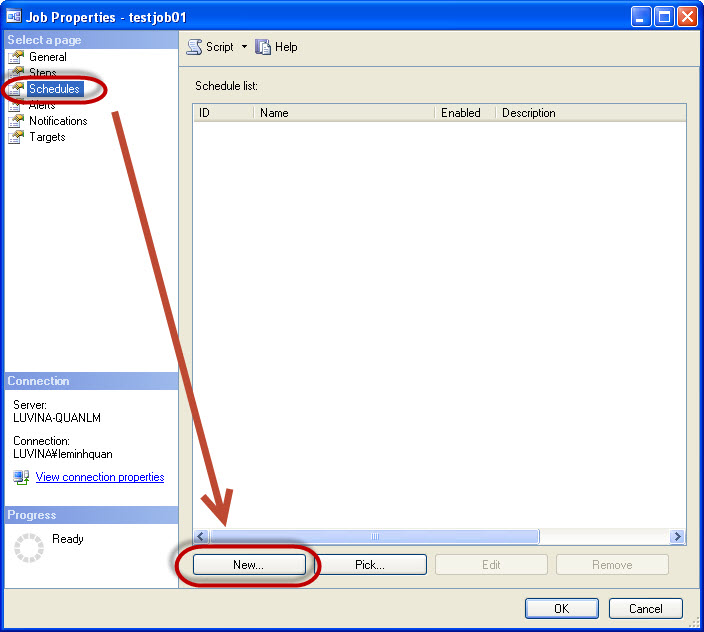 Job Properties - testjob01
Select a page
General
Steps
Schedules
Alerts
Notifications
Targets
Script
Help
Schedule list:
ID Name Enabled Description
Connection
Server:
LUVINA-QUANLM
Connection:
LUVINA¥leminhquan
View connection properties
Progress
Ready
New... Pick... Edit Remove
OK Cancel